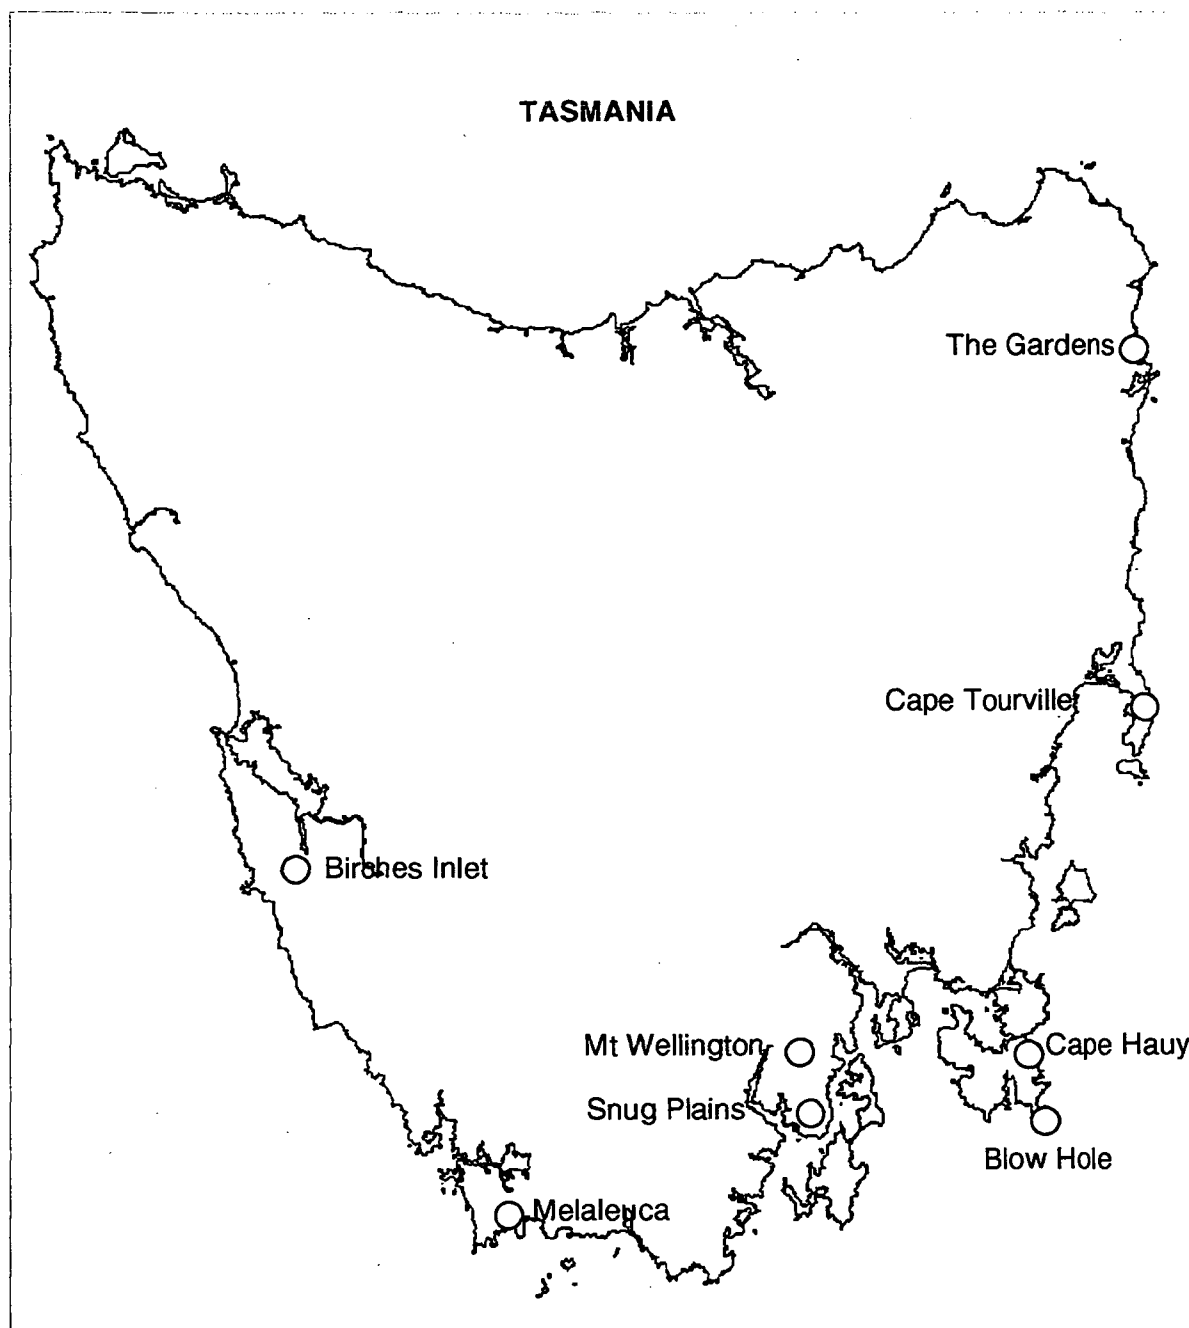 TASMANIA
The Gardens
Cape Tourville
Birches Inlet
Mt Wellington
Cape Hauy
Snug Plains
Blow Hole
Melaleuca